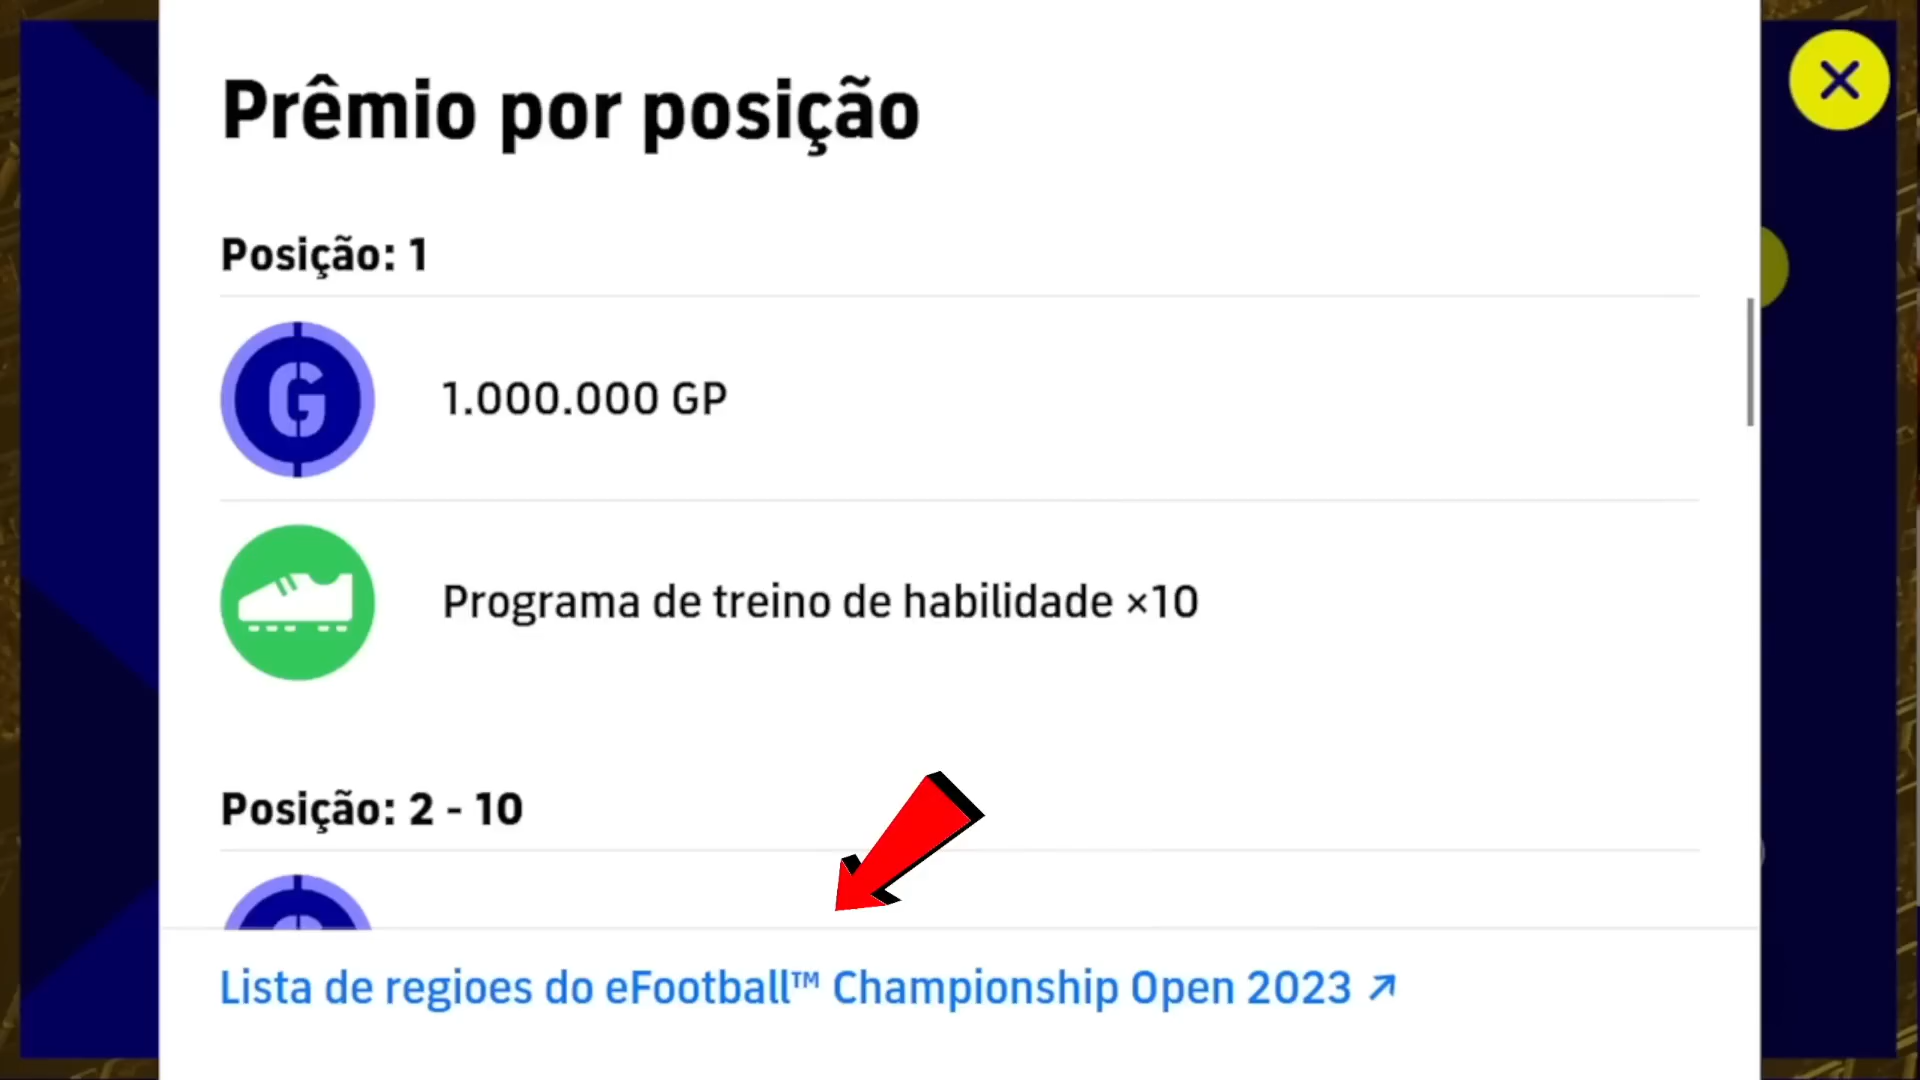 Prêmio por posição
Posição: 1
G
1.000.000 GP
Programa de treino de habilidade ×10
Posição: 2 - 10
Lista de regioes do eFootball™ Championship Open 2023 ↗